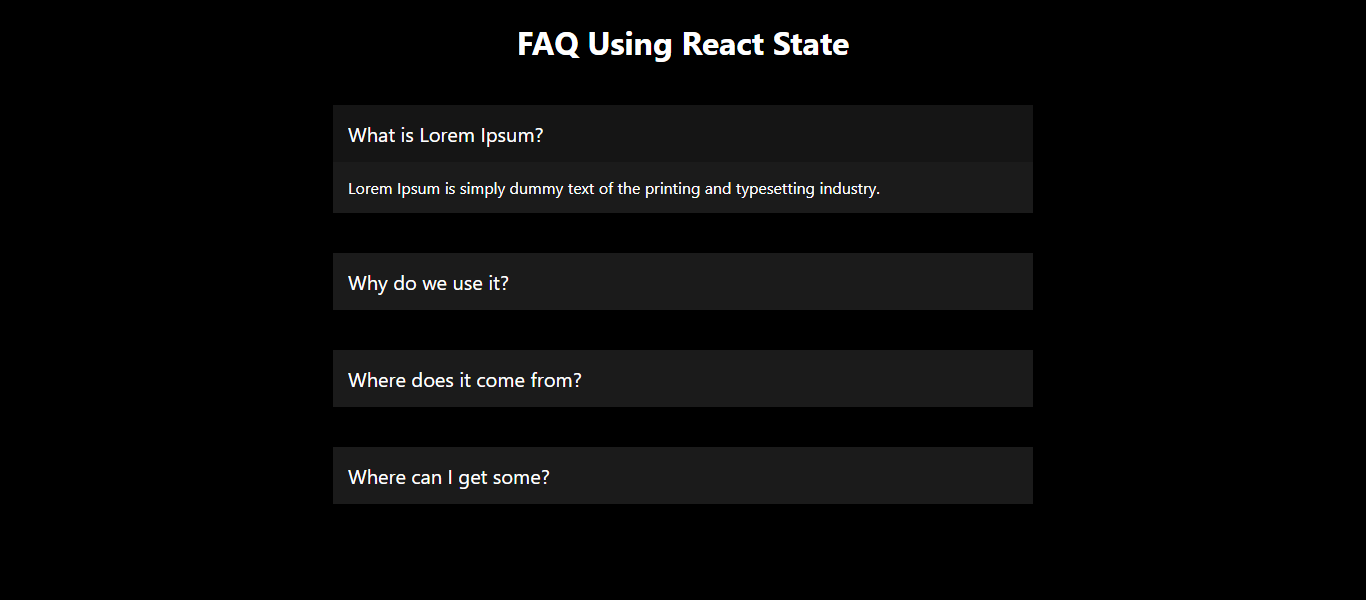 FAQ Using React State
What is Lorem Ipsum?
Lorem Ipsum is simply dummy text of the printing and typesetting industry.
Why do we use it?
Where does it come from?
Where can I get some?